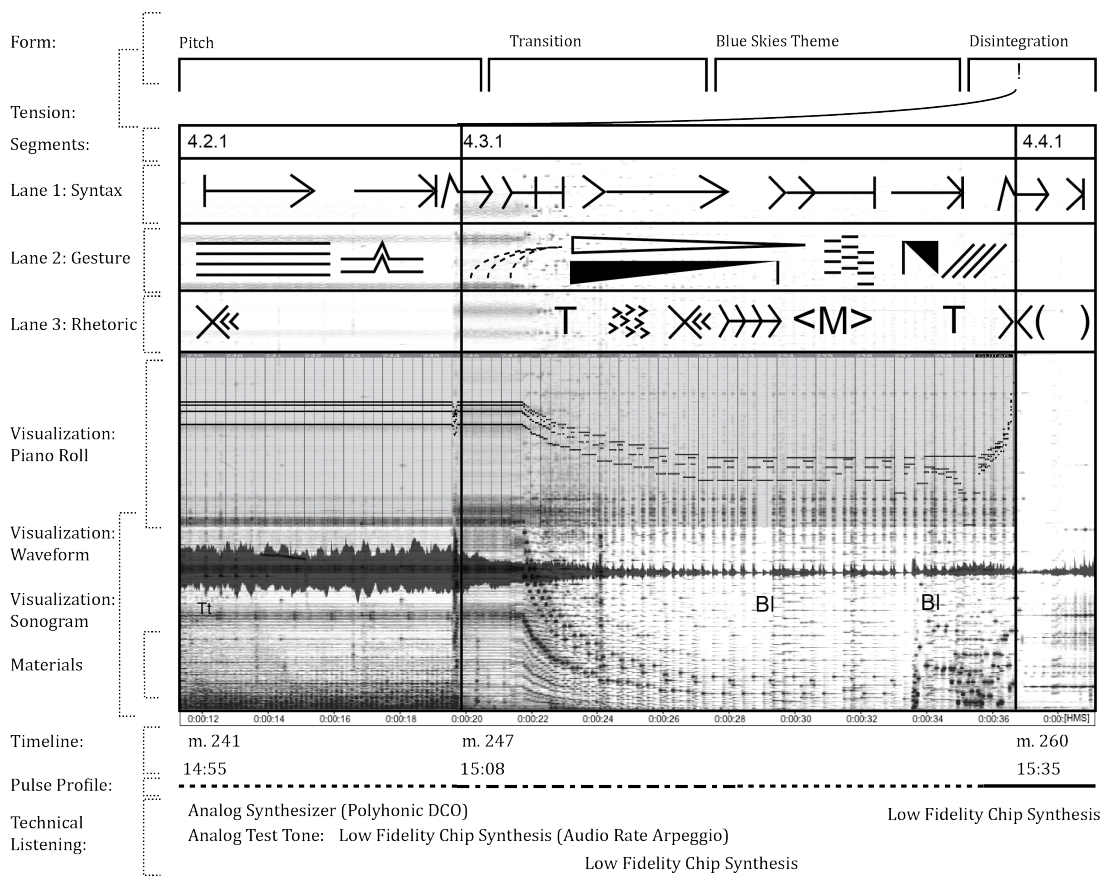 Form:
Pitch
Transition
Blue Skies Theme
Disintegration
!
Tension:
Segments:
4.2.1
4.3.1
4.4.1
Lane 1: Syntax
Lane 2: Gesture
Lane 3: Rhetoric
T
<M>
T
( )
Visualization:
Piano Roll
Visualization:
Waveform
Visualization:
Sonogram
Tt
Bl
Bl
Materials
0:00:12 0:00:14 0:00:16 0:00:18 0:00:20 0:00:22 0:00:24 0:00:26 0:00:28 0:00:30 0:00:32 0:00:34 0:00:36 0:00:[HMS]
Timeline:
m. 241
m. 247
m. 260
14:55
15:08
15:35
Pulse Profile:
Technical
Listening:
Analog Synthesizer (Polyhonic DCO)
Low Fidelity Chip Synthesis
Analog Test Tone: Low Fidelity Chip Synthesis (Audio Rate Arpeggio)
Low Fidelity Chip Synthesis